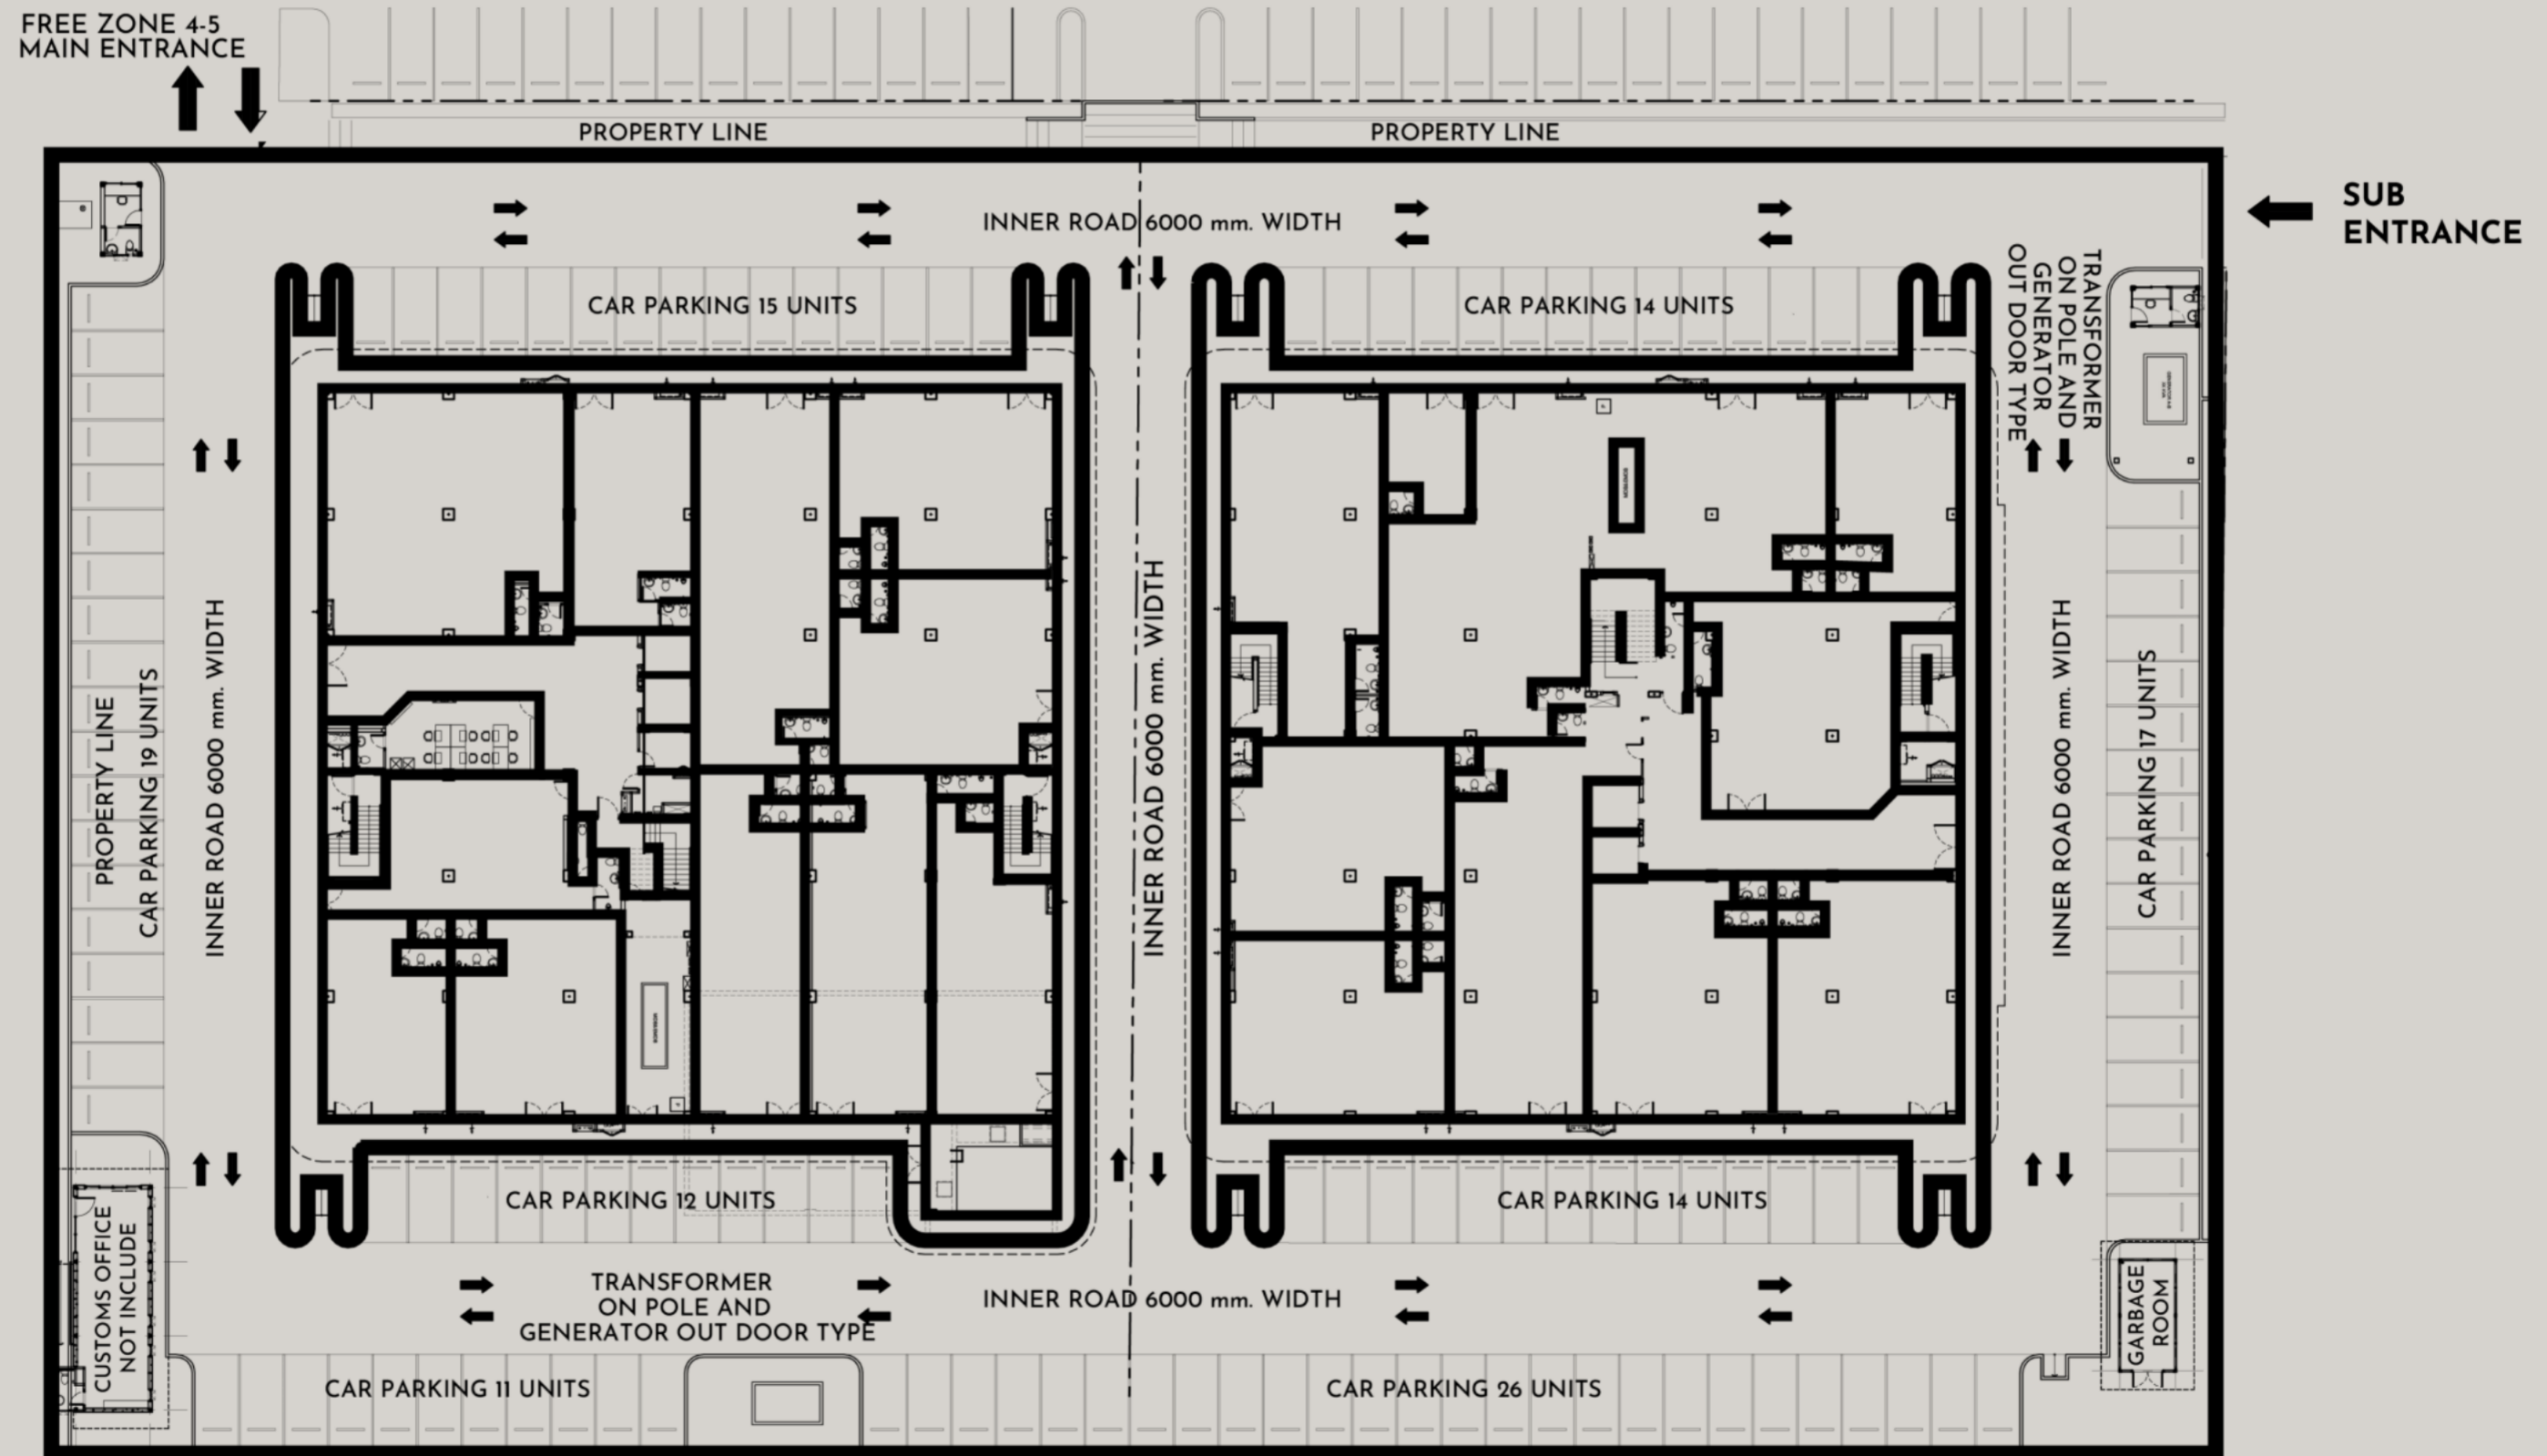 FREE ZONE 4-5
MAIN ENTRANCE
PROPERTY LINE
PROPERTY LINE
SUB
ENTRANCE
INNER ROAD 6000 mm. WIDTH
CAR PARKING 15 UNITS
CAR PARKING 14 UNITS
TRANSFORMER
ON POLE AND
GENERATOR
OUT DOOR TYPE
PROPERTY LINE
CAR PARKING 19 UNITS
INNER ROAD 6000 mm. WIDTH
INNER ROAD 6000 mm. WIDTH
INNER ROAD 6000 mm. WIDTH
CAR PARKING 17 UNITS
CAR PARKING 12 UNITS
CAR PARKING 14 UNITS
CUSTOMS OFFICE
NOT INCLUDE
TRANSFORMER
ON POLE AND
GENERATOR OUT DOOR TYPE
INNER ROAD 6000 mm. WIDTH
GARBAGE
ROOM
CAR PARKING 11 UNITS
CAR PARKING 26 UNITS